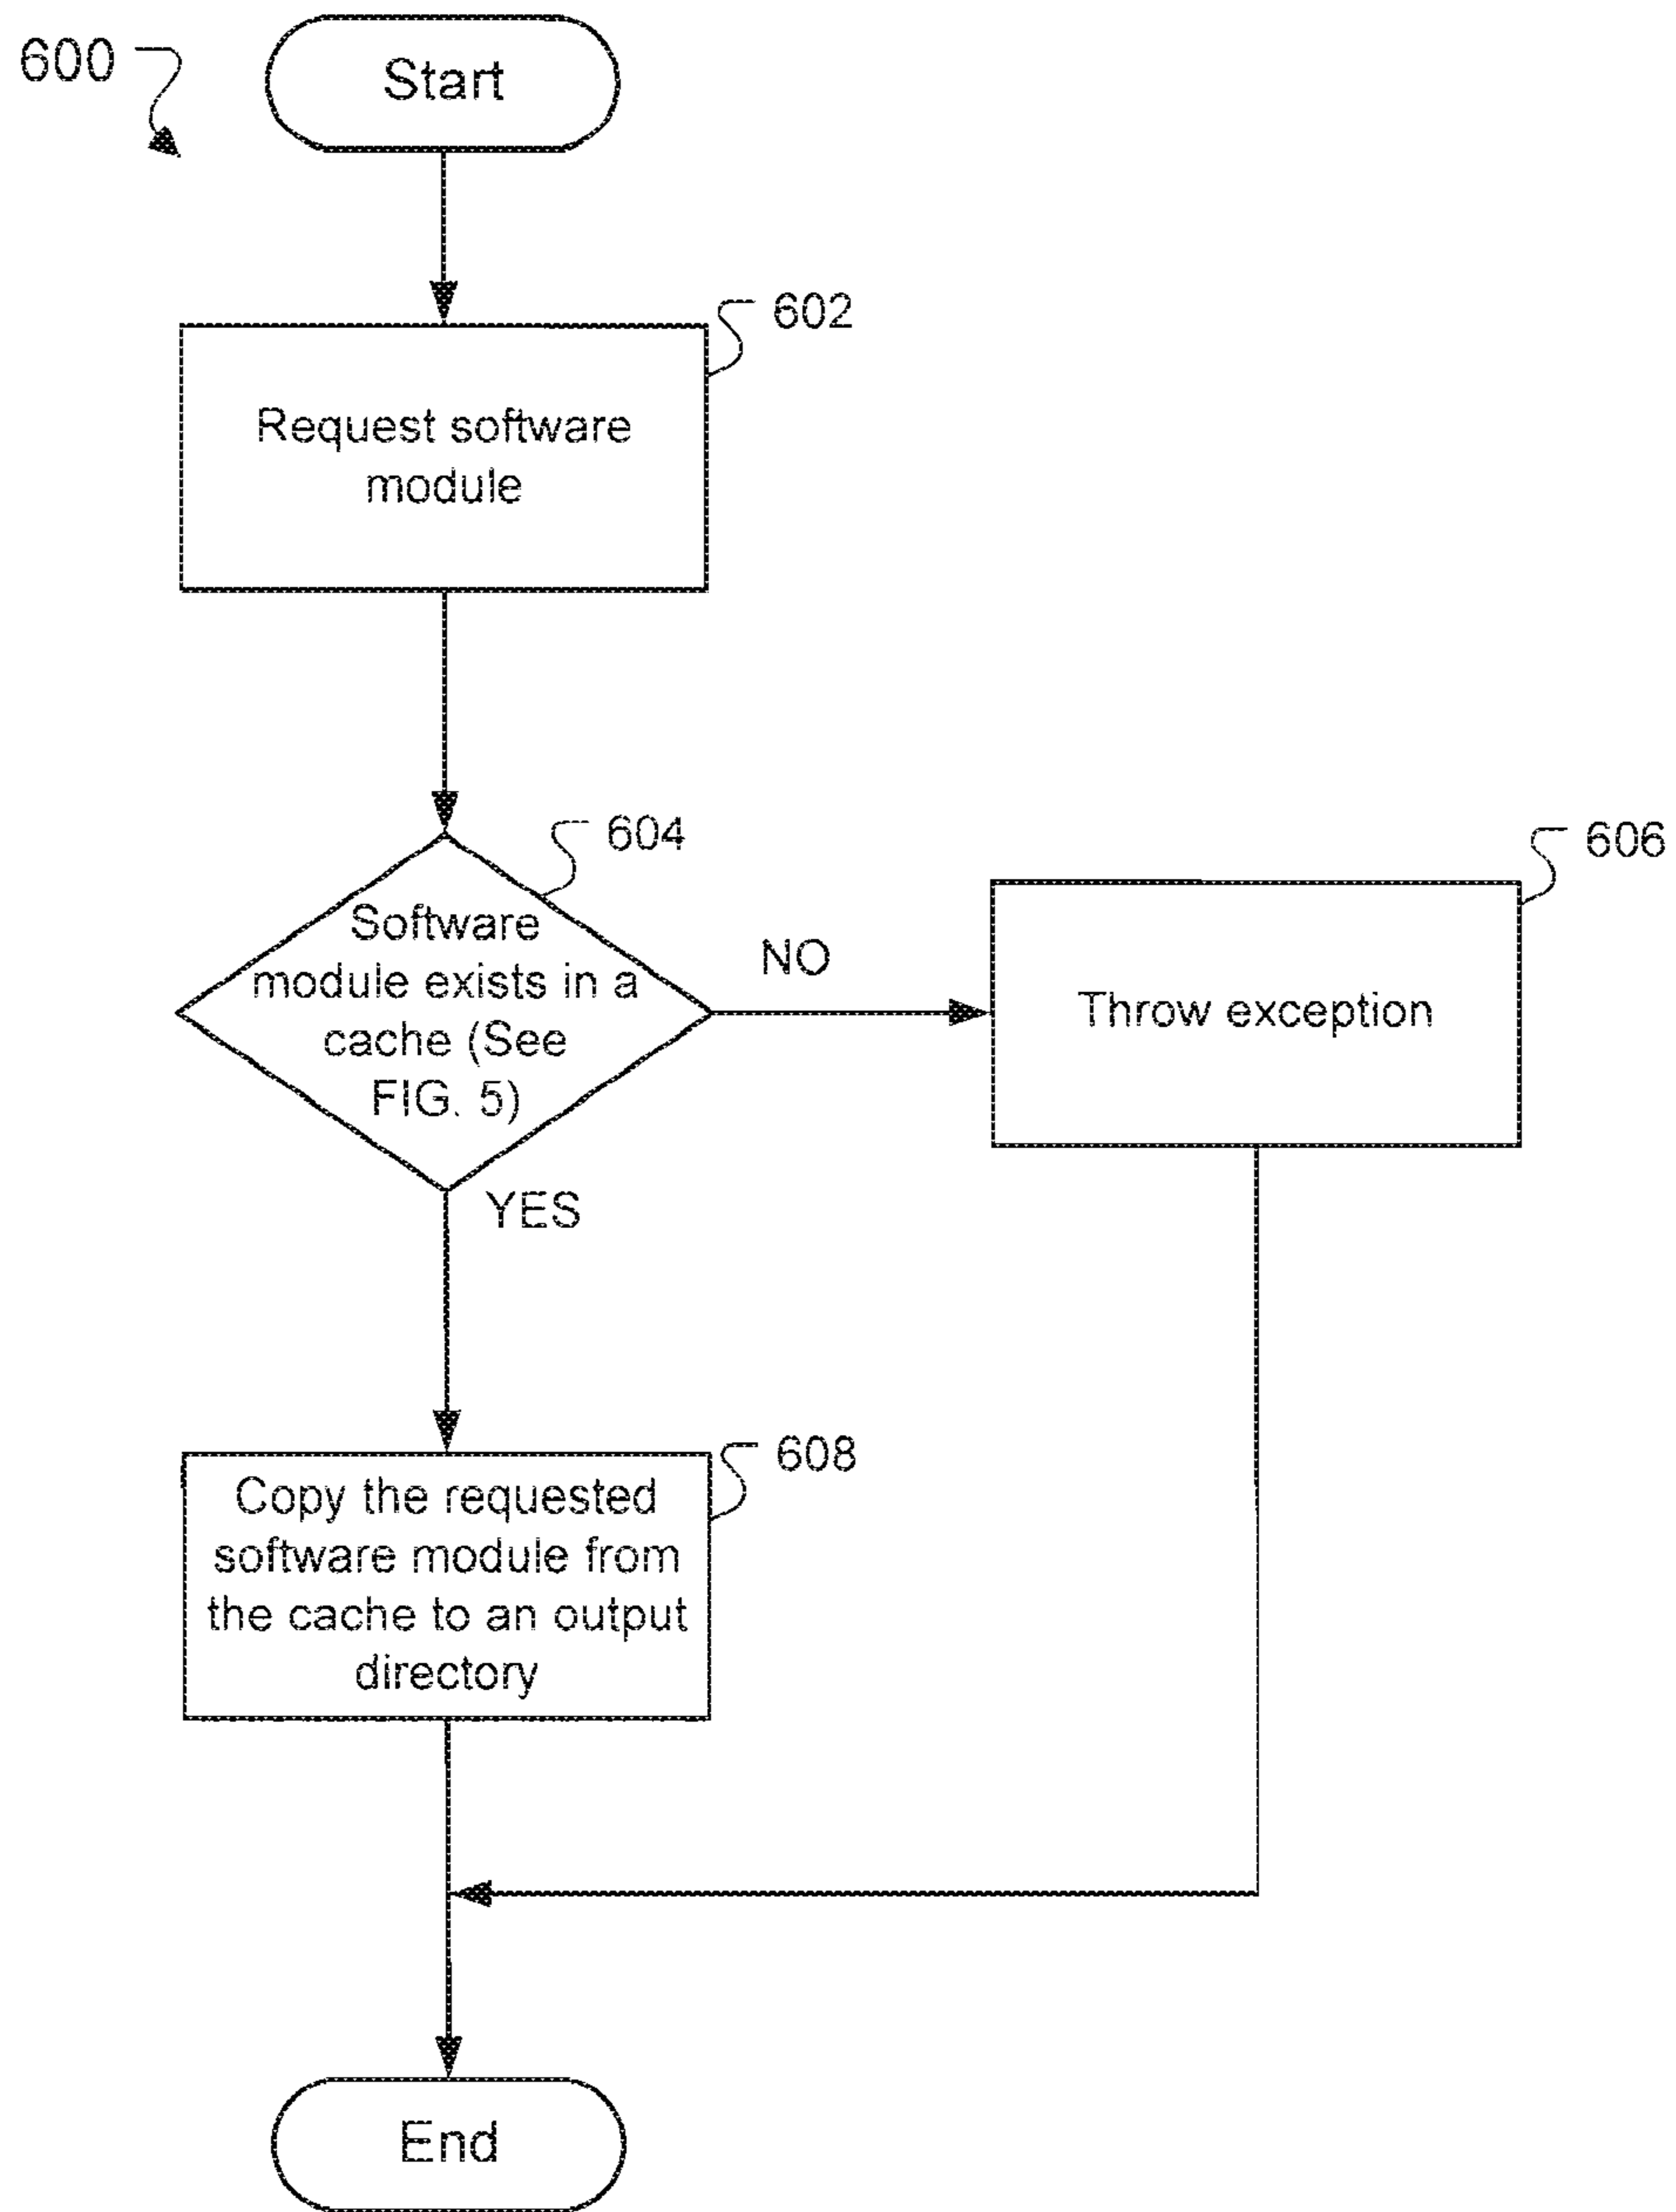 600
Start
602
Request software
module
604
Software
module exists in a
cache (See
FIG. 5)
NO
606
Throw exception
YES
608
Copy the requested
software module from
the cache to an output
directory
End